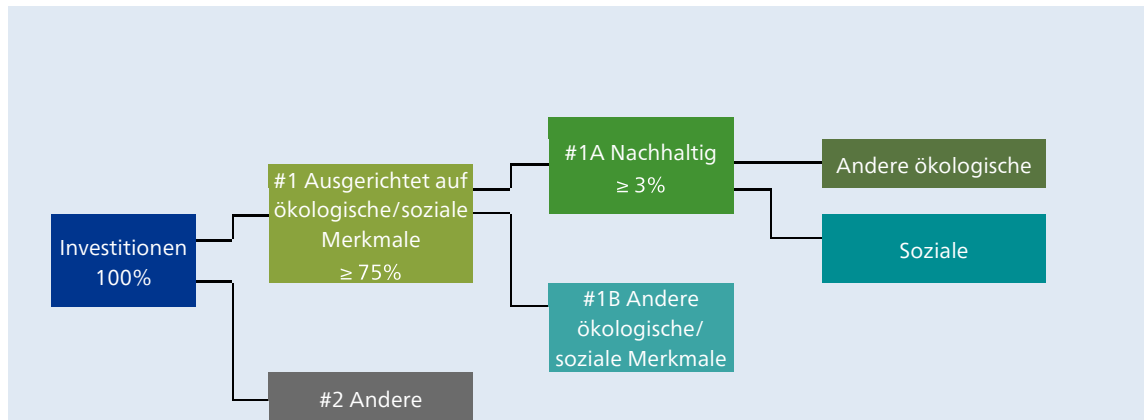 Investitionen
100%
#1 Ausgerichtet auf
ökologische/soziale
Merkmale
≥ 75%
#2 Andere
#1A Nachhaltig
≥ 3%
#1B Andere
ökologische/
soziale Merkmale
Andere ökologische
Soziale